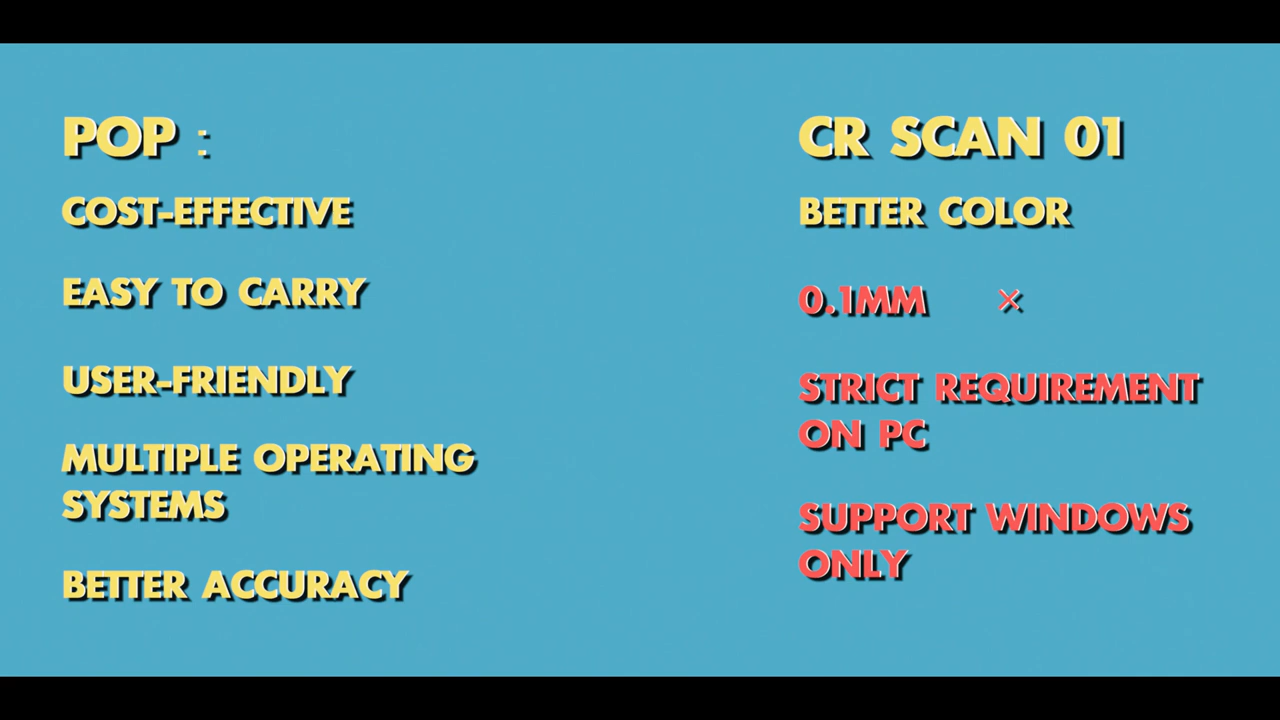 POP :
COST-EFFECTIVE
EASY TO CARRY
USER-FRIENDLY
MULTIPLE OPERATING
SYSTEMS
BETTER ACCURACY
CR SCAN 01
BETTER COLOR
0.1MM ×
STRICT REQUIREMENT
ON PC
SUPPORT WINDOWS
ONLY